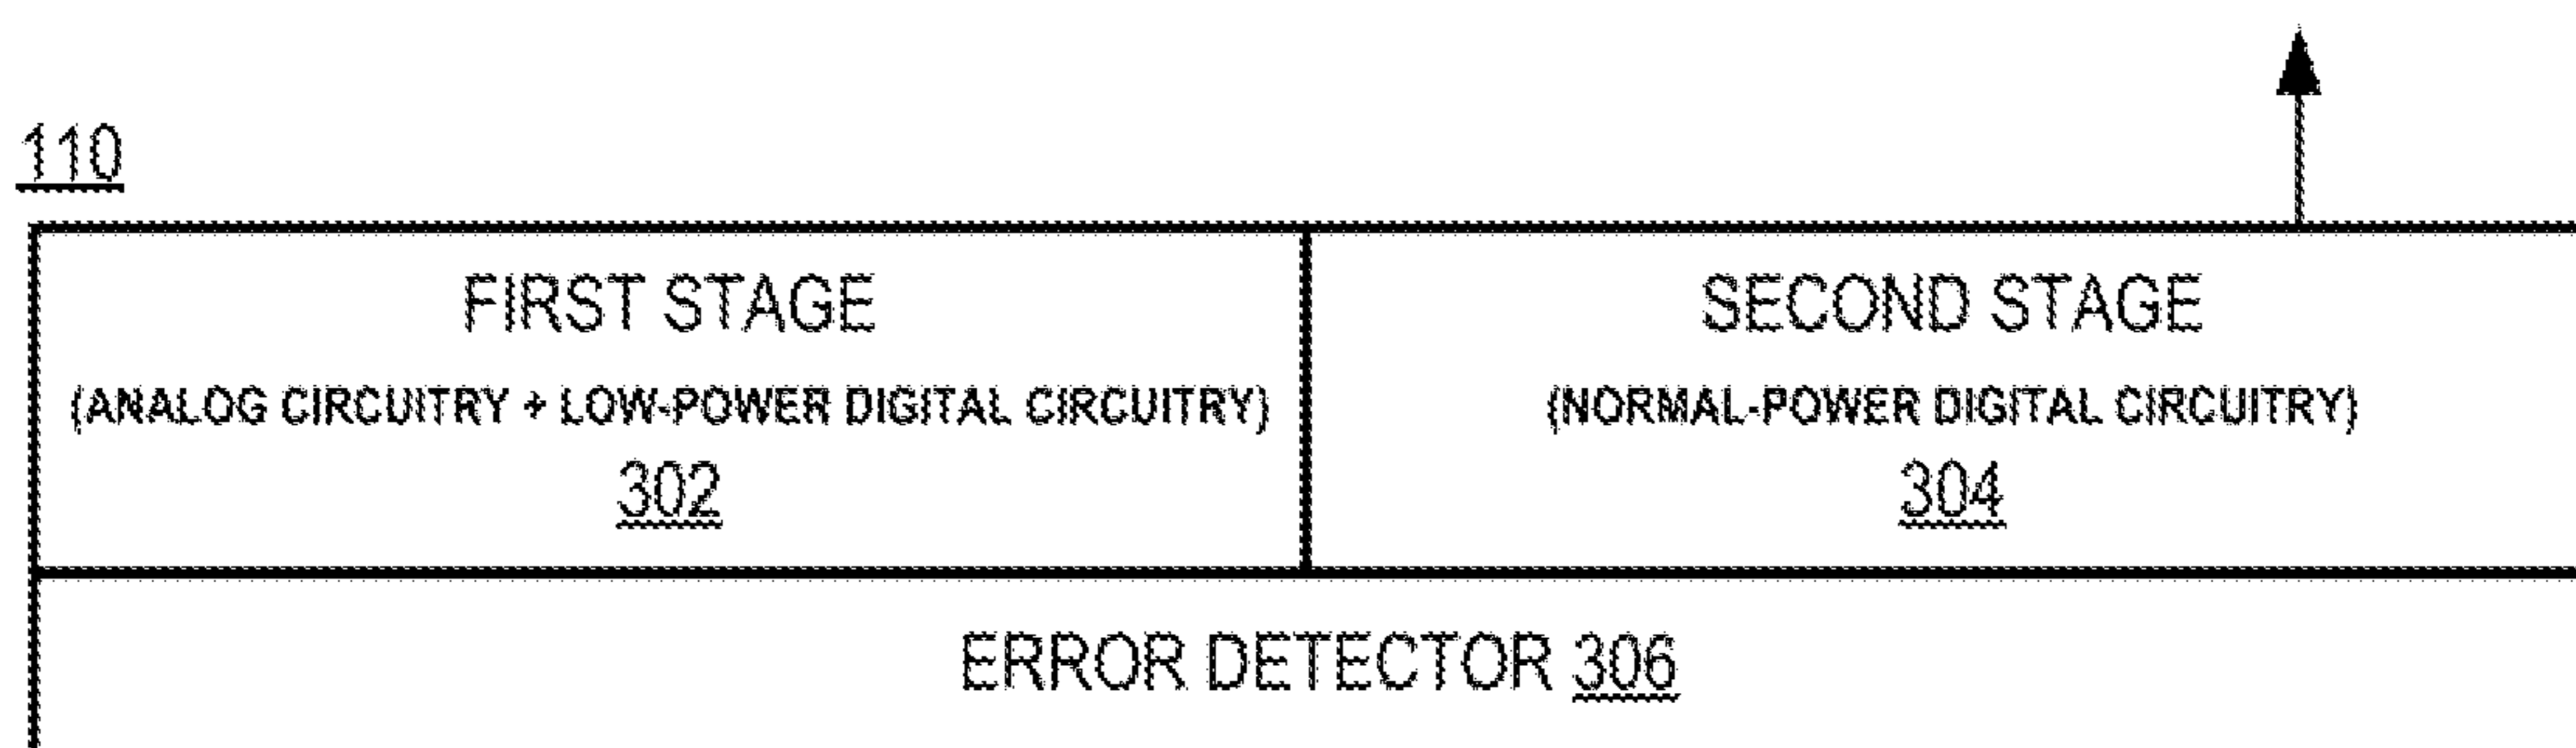 110
FIRST STAGE
(ANALOG CIRCUITRY + LOW-POWER DIGITAL CIRCUITRY)
302
SECOND STAGE
(NORMAL-POWER DIGITAL CIRCUITRY)
304
ERROR DETECTOR 306